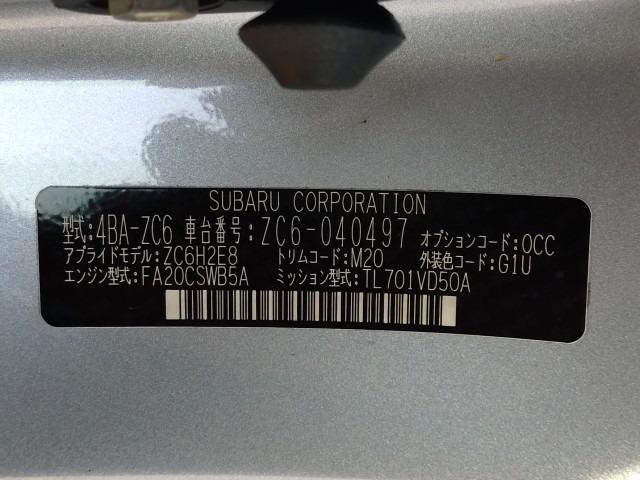 SUBARU CORPORATION
型式:4BA-ZC6 車台番号:ZC6-040497 オプションコード:OCC
アプライドモデル:ZC6H2E8 トリムコード:M20 外装色コード:G1U
エンジン型式:FA20CSWB5A ミッション型式:TL701VD50A